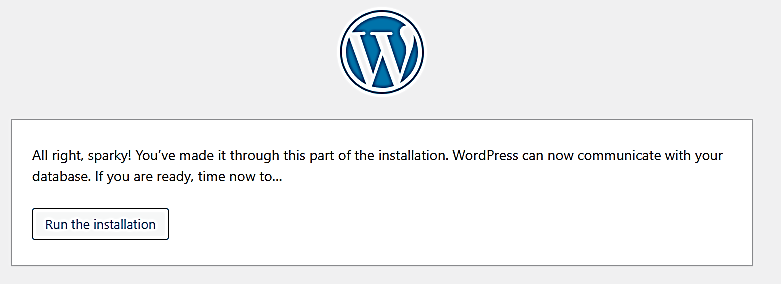 All right, sparky! You’ve made it through this part of the installation. WordPress can now communicate with your
database. If you are ready, time now to…
Run the installation